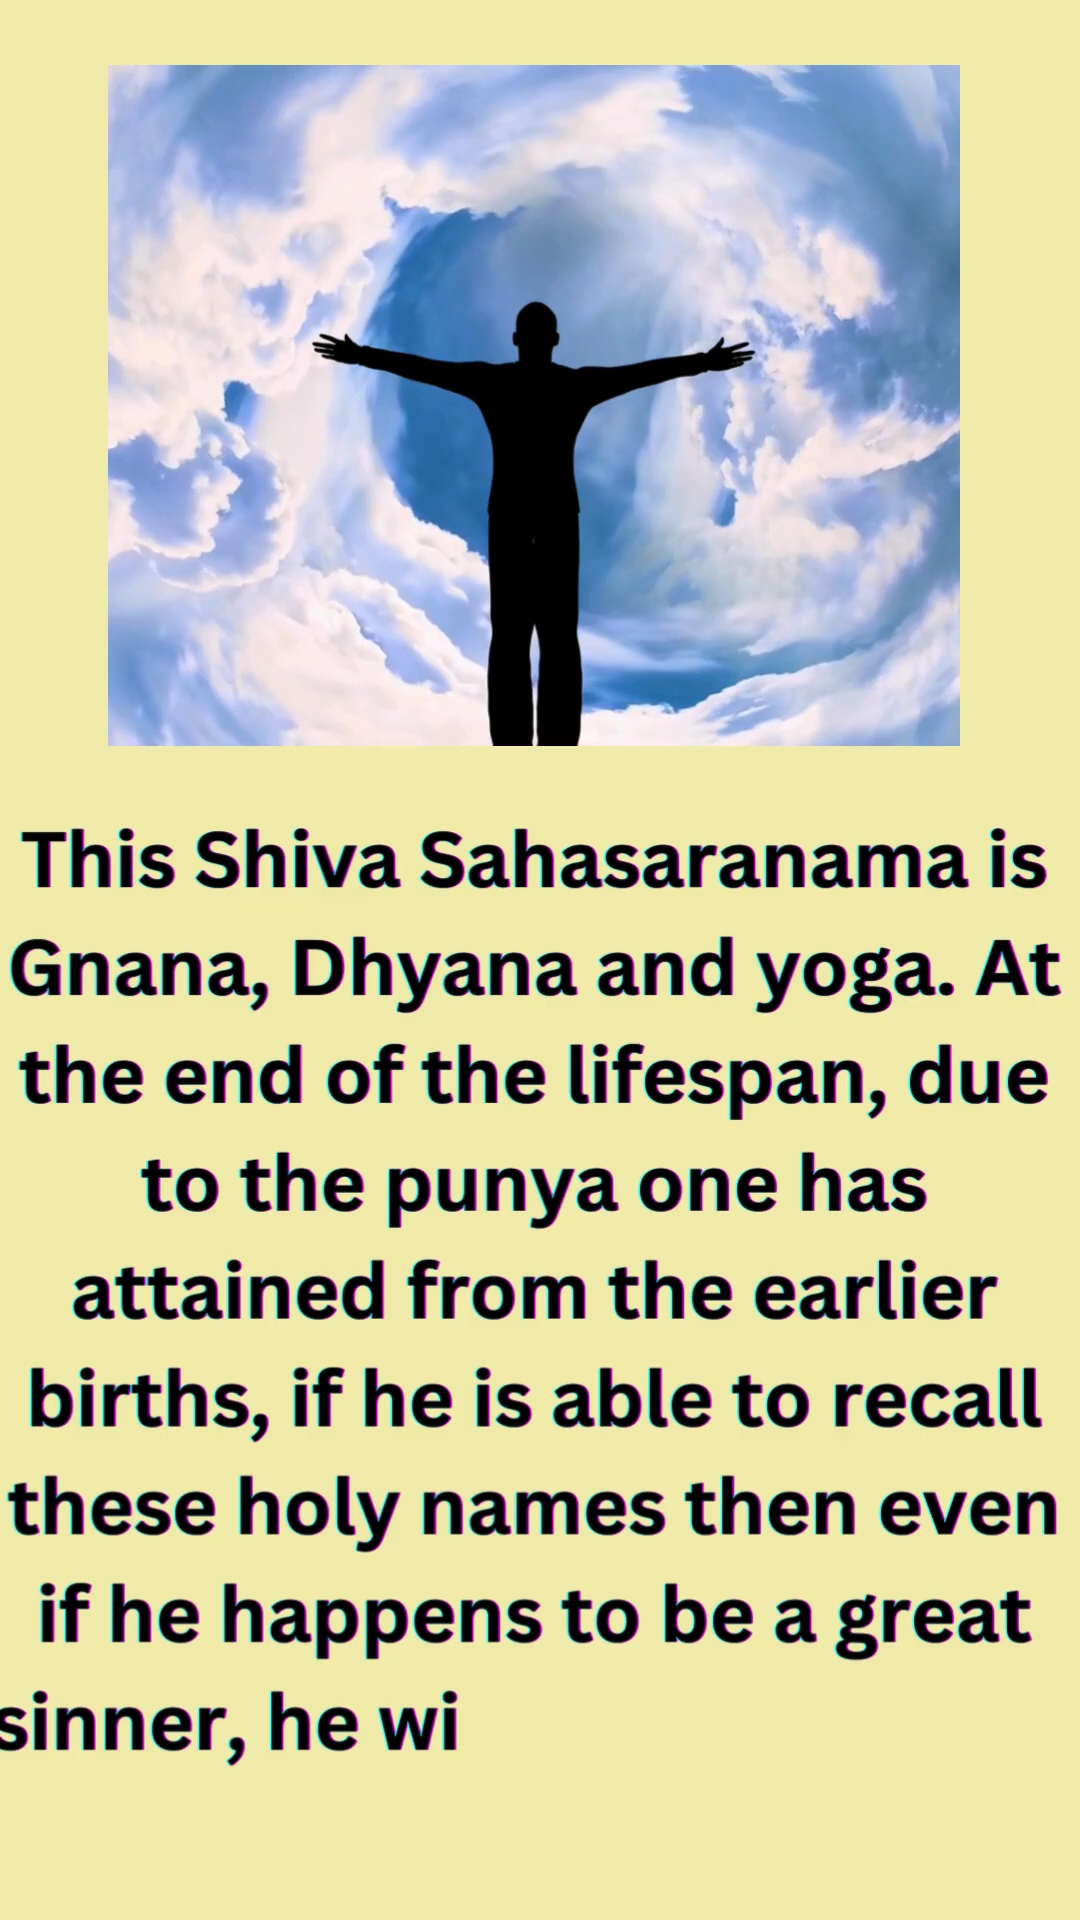 This Shiva Sahasaranama is
Gnana, Dhyana and yoga. At
the end of the lifespan, due
to the punya one has
attained from the earlier
births, if he is able to recall
these holy names then even
if he happens to be a great
sinner, he wi